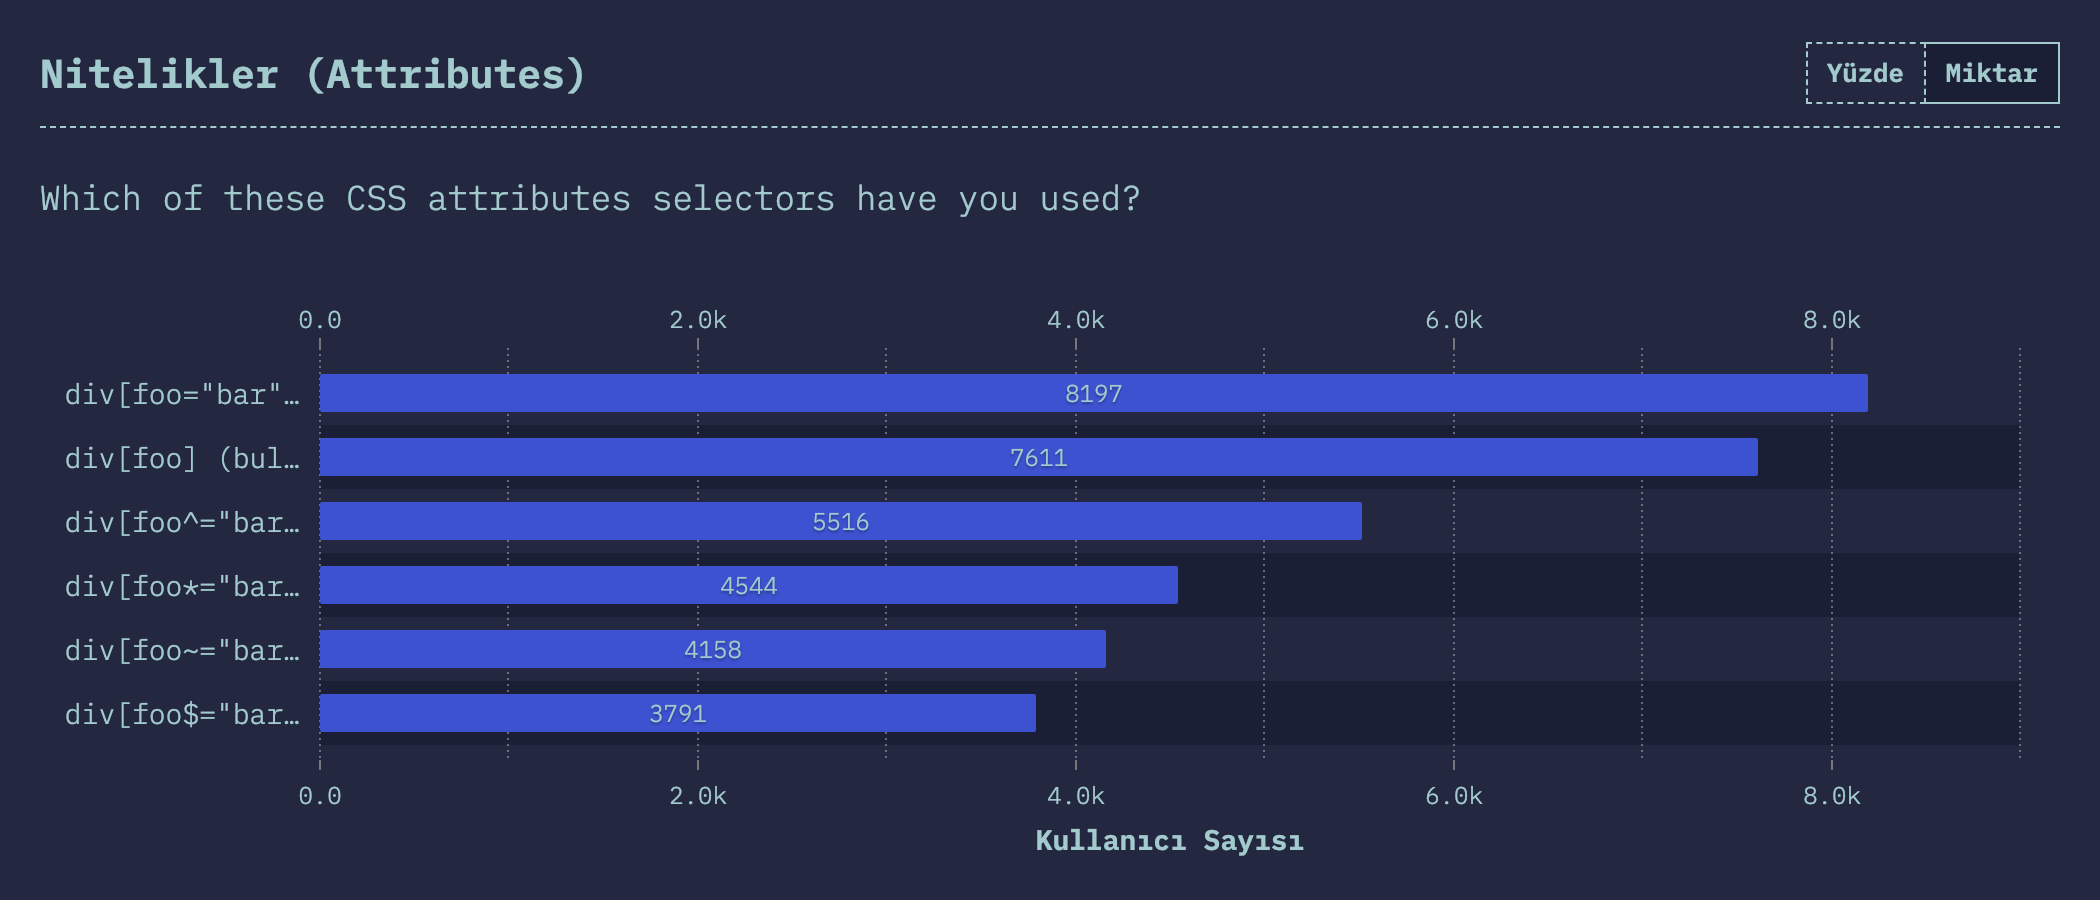 Nitelikler (Attributes)
Yüzde Miktar
Which of these CSS attributes selectors have you used?
0.0 2.0k 4.0k 6.0k 8.0k
div[foo="bar"… 8197
div[foo] (bul… 7611
div[foo^="bar… 5516
div[foo*="bar… 4544
div[foo~="bar… 4158
div[foo$="bar… 3791
0.0 2.0k 4.0k 6.0k 8.0k
Kullanıcı Sayısı